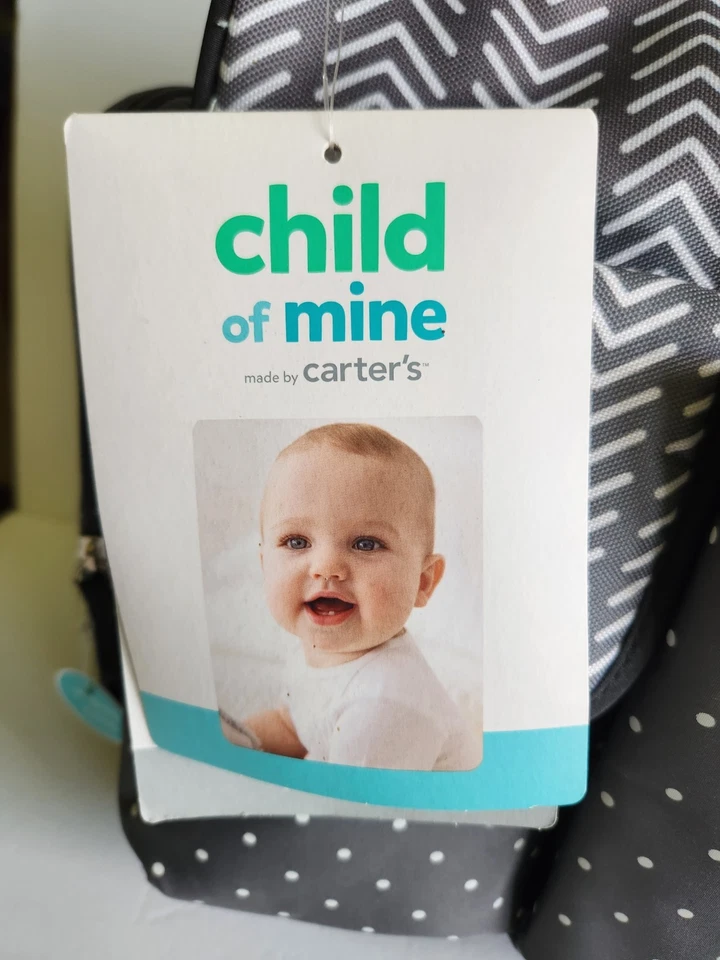 child
of mine
made by carter's™